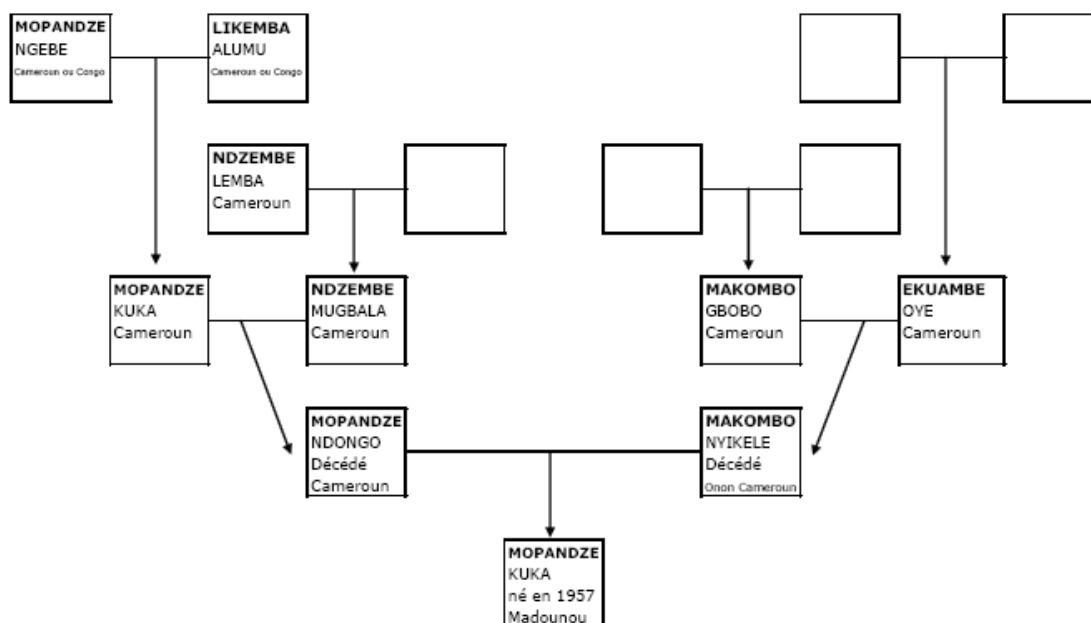 MOPANDZE
NGEBE
Cameroun ou Congo
LIKEMBA
ALUMU
Cameroun ou Congo
NDZEMBE
LEMBA
Cameroun
MOPANDZE
KUKA
Cameroun
NDZEMBE
MUGBALA
Cameroun
MAKOMBO
GBOBO
Cameroun
EKUAMBE
OYE
Cameroun
MOPANDZE
NDONGO
Décédé
Cameroun
MAKOMBO
NYIKELE
Décédé
Onon Cameroun
MOPANDZE
KUKA
né en 1957
Madounou